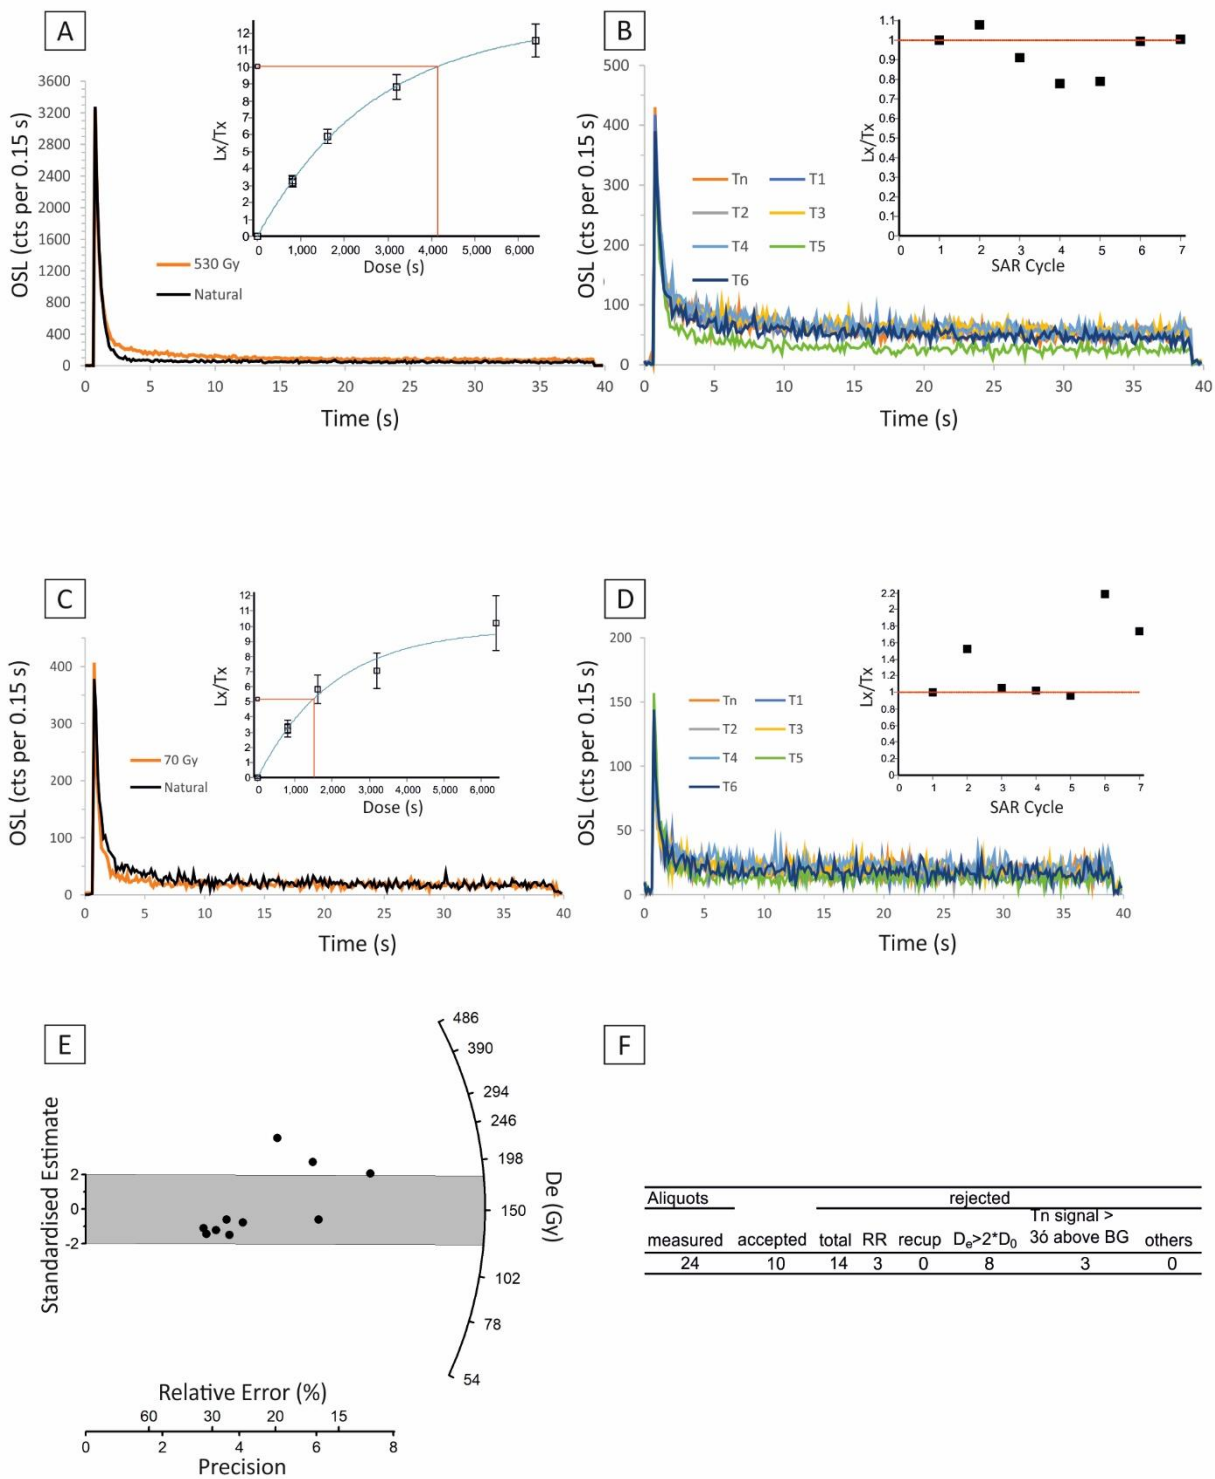 A
OSL (cts per 0.15 s)
3600
3200
2800
2400
2000
1600
1200
800
400
0
0 5 10 15 20 25 30 35 40
Time (s)
530 Gy
Natural
Lx/Tx
12
11
10
9
8
7
6
5
4
3
2
1
0
0 1,000 2,000 3,000 4,000 5,000 6,000
Dose (s)
B
OSL (cts per 0.15 s)
500
400
300
200
100
0
0 5 10 15 20 25 30 35 40
Time (s)
Tn T1
T2 T3
T4 T5
T6
Lx/Tx
1.1
1
0.9
0.8
0.7
0.6
0.5
0.4
0.3
0.2
0.1
0
0 1 2 3 4 5 6 7
SAR Cycle
C
OSL (cts per 0.15 s)
400
300
200
100
0
0 5 10 15 20 25 30 35 40
Time (s)
70 Gy
Natural
Lx/Tx
12
11
10
9
8
7
6
5
4
3
2
1
0
0 1,000 2,000 3,000 4,000 5,000 6,000
Dose (s)
D
OSL (cts per 0.15 s)
200
150
100
50
0
0 5 10 15 20 25 30 35 40
Time (s)
Tn T1
T2 T3
T4 T5
T6
Lx/Tx
2.2
2
1.8
1.6
1.4
1.2
1
0.8
0.6
0.4
0.2
0
0 1 2 3 4 5 6 7
SAR Cycle
E
Standardised Estimate
2
0
-2
486
390
294
246
198
150
102
78
54
De (Gy)
Relative Error (%)
60 30 20 15
0 2 4 6 8
Precision
F
Aliquots rejected
measured accepted total RR recup De>2*D0 Tn signal > 3ó above BG others
24 10 14 3 0 8 3 0